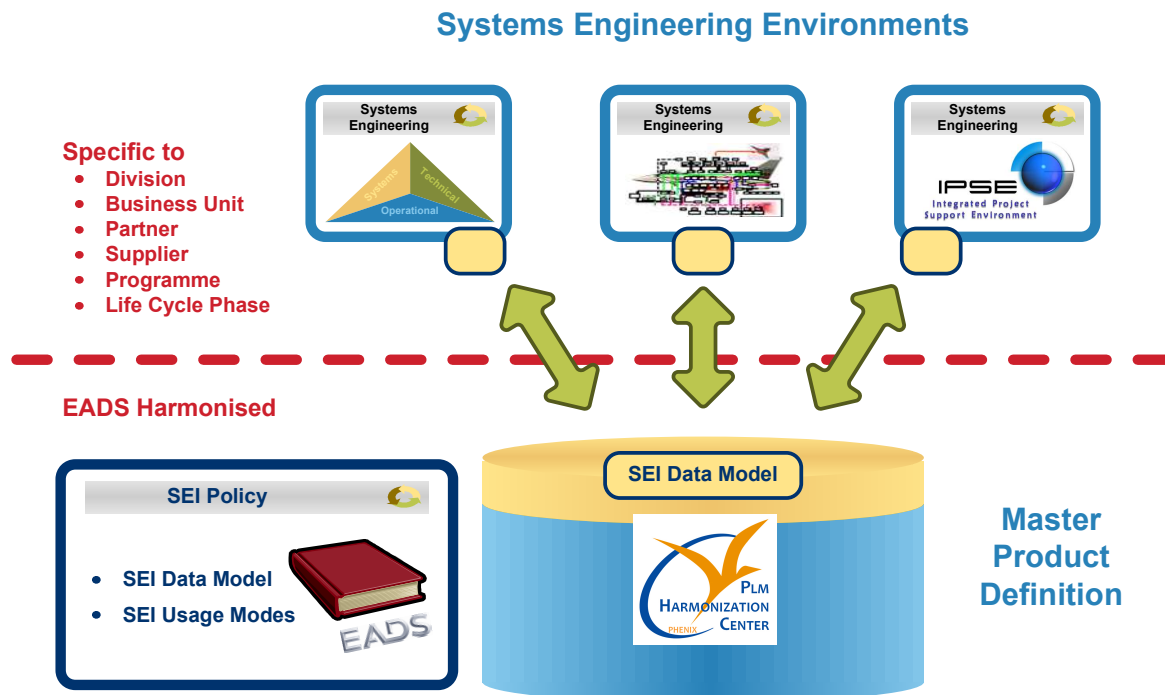 Systems Engineering Environments
Systems
Engineering
Systems
Technical
Operational
Systems
Engineering
Systems
Engineering
IPSE
Integrated Project
Support Environment
Specific to
• Division
• Business Unit
• Partner
• Supplier
• Programme
• Life Cycle Phase
EADS Harmonised
SEI Policy
• SEI Data Model
• SEI Usage Modes
EADS
SEI Data Model
PLM
HARMONIZATION
CENTER
PHENIX
Master
Product
Definition